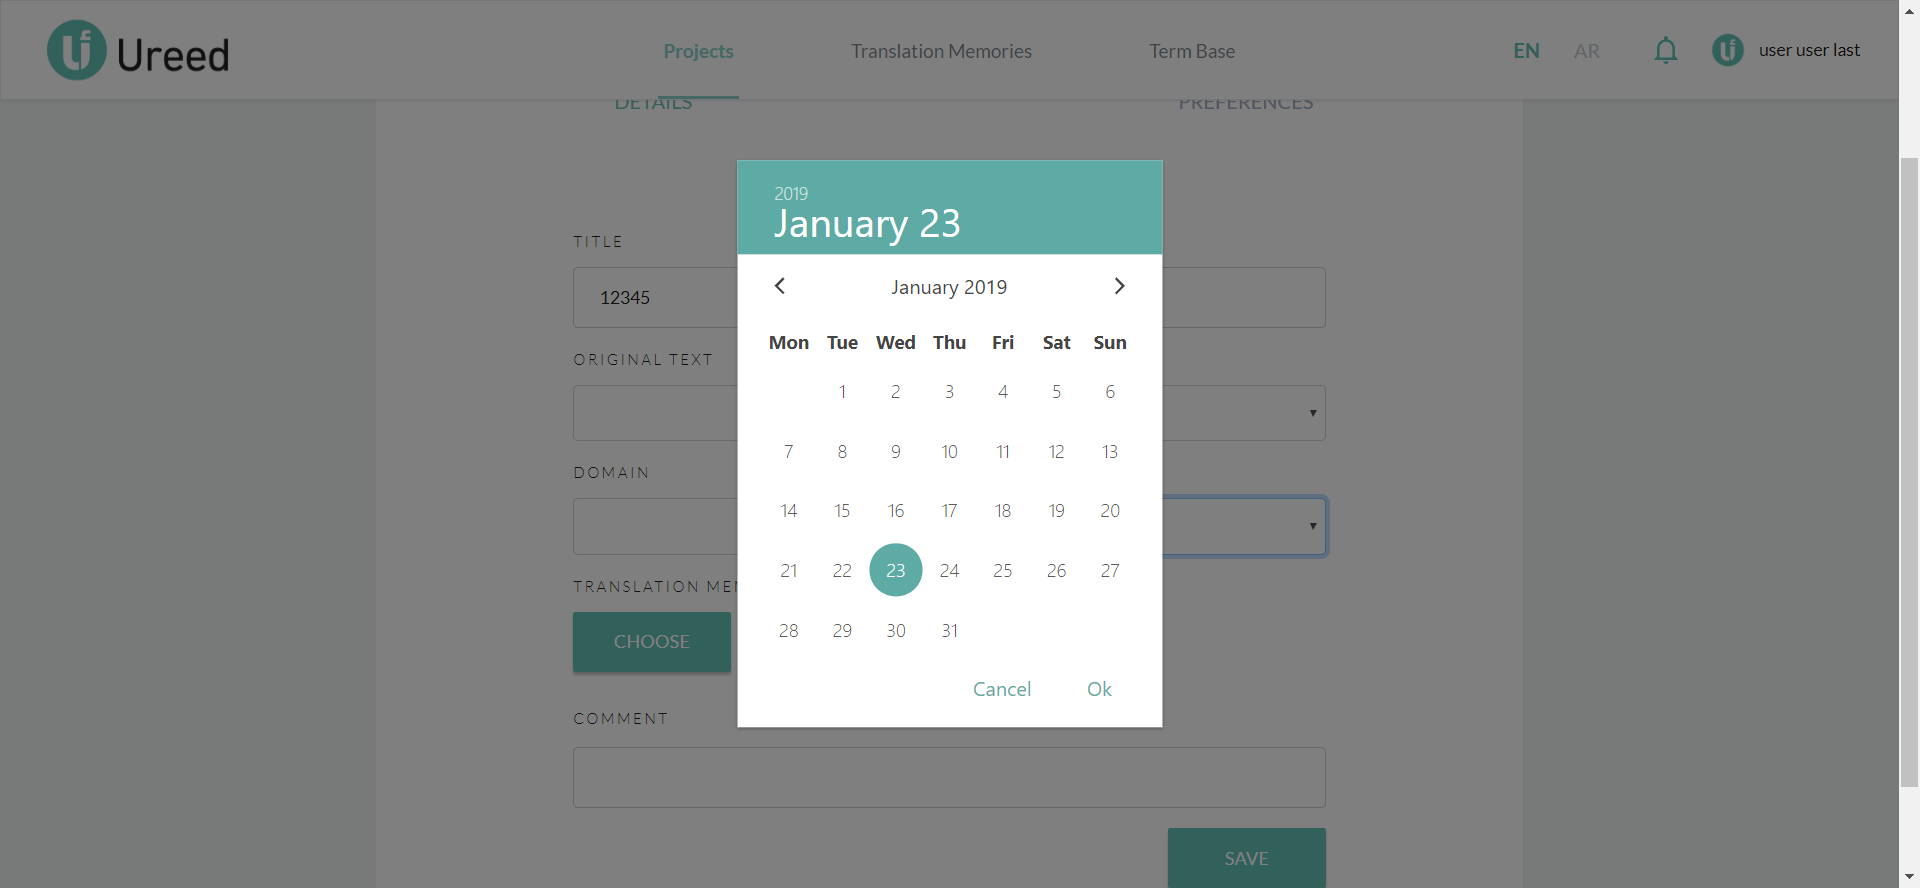 Ureed
Projects
Translation Memories
Term Base
EN
AR
user user last
DETAILS
PREFERENCES
2019
January 23
January 2019
Mon Tue Wed Thu Fri Sat Sun
1 2 3 4 5 6
7 8 9 10 11 12 13
14 15 16 17 18 19 20
21 22 23 24 25 26 27
28 29 30 31
Cancel Ok
TITLE
12345
ORIGINAL TEXT
DOMAIN
TRANSLATION
CHOOSE
COMMENT
SAVE